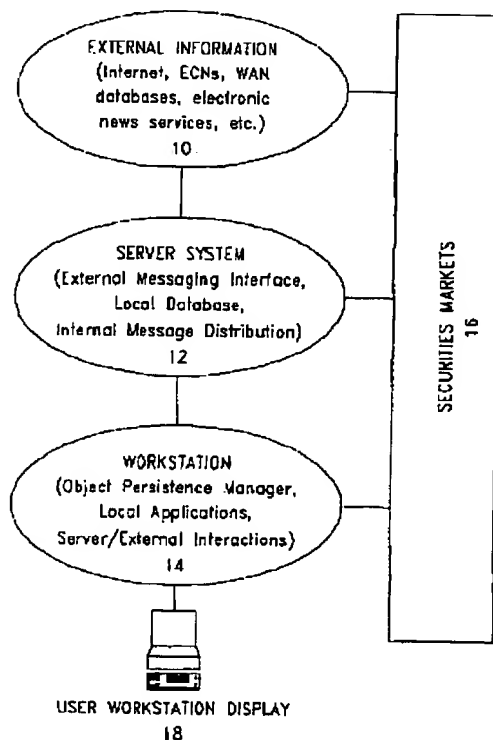 EXTERNAL INFORMATION
(Internet, ECNs, WAN
databases, electronic
news services, etc.)
10
SERVER SYSTEM
(External Messaging Interface,
Local Database,
Internal Message Distribution)
12
WORKSTATION
(Object Persistence Manager,
Local Applications,
Server/External Interactions)
14
USER WORKSTATION DISPLAY
18
SECURITIES MARKETS
16